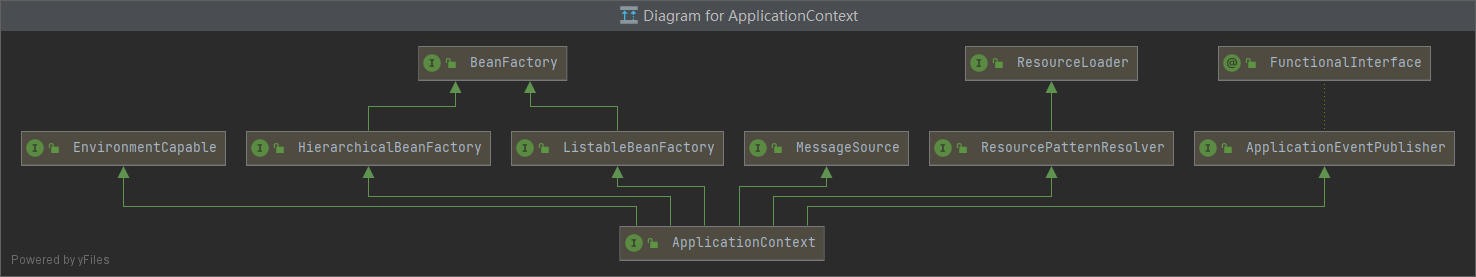 Diagram for ApplicationContext
BeanFactory
ResourceLoader
FunctionalInterface
EnvironmentCapable
HierarchicalBeanFactory
ListableBeanFactory
MessageSource
ResourcePatternResolver
ApplicationEventPublisher
ApplicationContext
Powered by yFiles